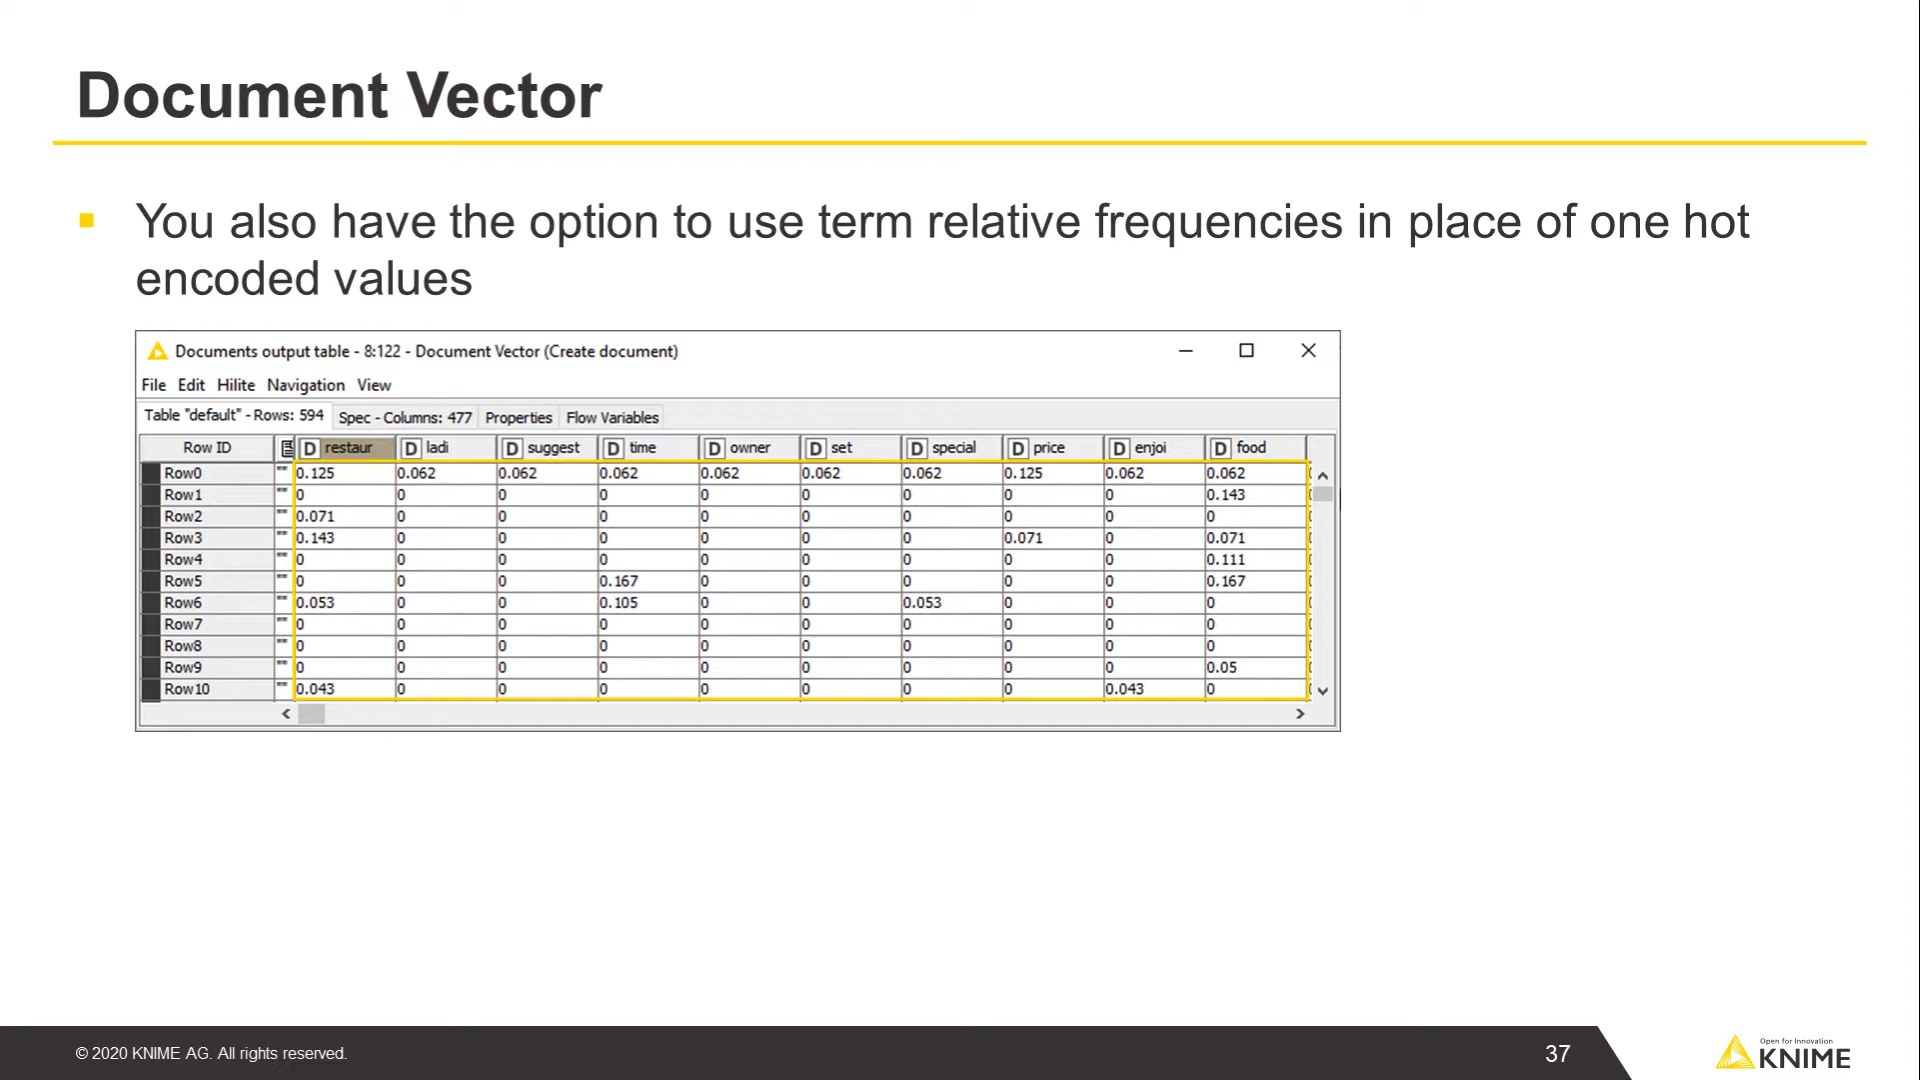 Document Vector
You also have the option to use term relative frequencies in place of one hot
encoded values
Documents output table - 8:122 - Document Vector (Create document)
File Edit Hilite Navigation View
Table "default" - Rows: 594 Spec - Columns: 477 Properties Flow Variables
Row ID D restaur D ladi D suggest D time D owner D set D special D price D enjoi D food
Row0 "" 0.125 0.062 0.062 0.062 0.062 0.062 0.062 0.125 0.062 0.062
Row1 "" 0 0 0 0 0 0 0 0 0 0.143
Row2 "" 0.071 0 0 0 0 0 0 0 0 0
Row3 "" 0.143 0 0 0 0 0 0 0.071 0 0.071
Row4 "" 0 0 0 0 0 0 0 0 0 0.111
Row5 "" 0 0 0 0.167 0 0 0 0 0 0.167
Row6 "" 0.053 0 0 0.105 0 0 0.053 0 0 0
Row7 "" 0 0 0 0 0 0 0 0 0 0
Row8 "" 0 0 0 0 0 0 0 0 0 0
Row9 "" 0 0 0 0 0 0 0 0 0 0.05
Row10 "" 0.043 0 0 0 0 0 0 0 0.043 0
© 2020 KNIME AG. All rights reserved.
37
Open for Innovation
KNIME